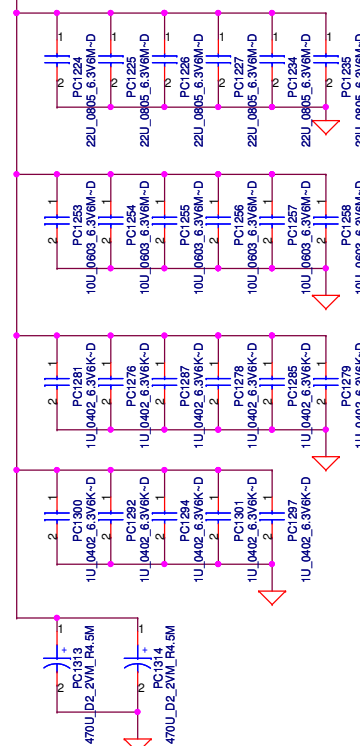 1 1 1 1 1 1
2 2 2 2 2 2
PC1224
22U_0805_6.3V6M~D
PC1225
22U_0805_6.3V6M~D
PC1226
22U_0805_6.3V6M~D
PC1227
22U_0805_6.3V6M~D
PC1234
22U_0805_6.3V6M~D
PC1235
22U_0805_6.3V6M~D
1 1 1 1 1 1
2 2 2 2 2 2
PC1253
10U_0603_6.3V6M~D
PC1254
10U_0603_6.3V6M~D
PC1255
10U_0603_6.3V6M~D
PC1256
10U_0603_6.3V6M~D
PC1257
10U_0603_6.3V6M~D
PC1258
10U_0603_6.3V6M~D
1 1 1 1 1 1
2 2 2 2 2 2
PC1281
1U_0402_6.3V6K~D
PC1276
1U_0402_6.3V6K~D
PC1287
1U_0402_6.3V6K~D
PC1278
1U_0402_6.3V6K~D
PC1285
1U_0402_6.3V6K~D
PC1279
1U_0402_6.3V6K~D
1 1 1 1 1
2 2 2 2 2
PC1300
1U_0402_6.3V6K~D
PC1292
1U_0402_6.3V6K~D
PC1294
1U_0402_6.3V6K~D
PC1301
1U_0402_6.3V6K~D
PC1297
1U_0402_6.3V6K~D
1 1
+ +
2 2
PC1313
470U_D2_2VM_R4.5M
PC1314
470U_D2_2VM_R4.5M